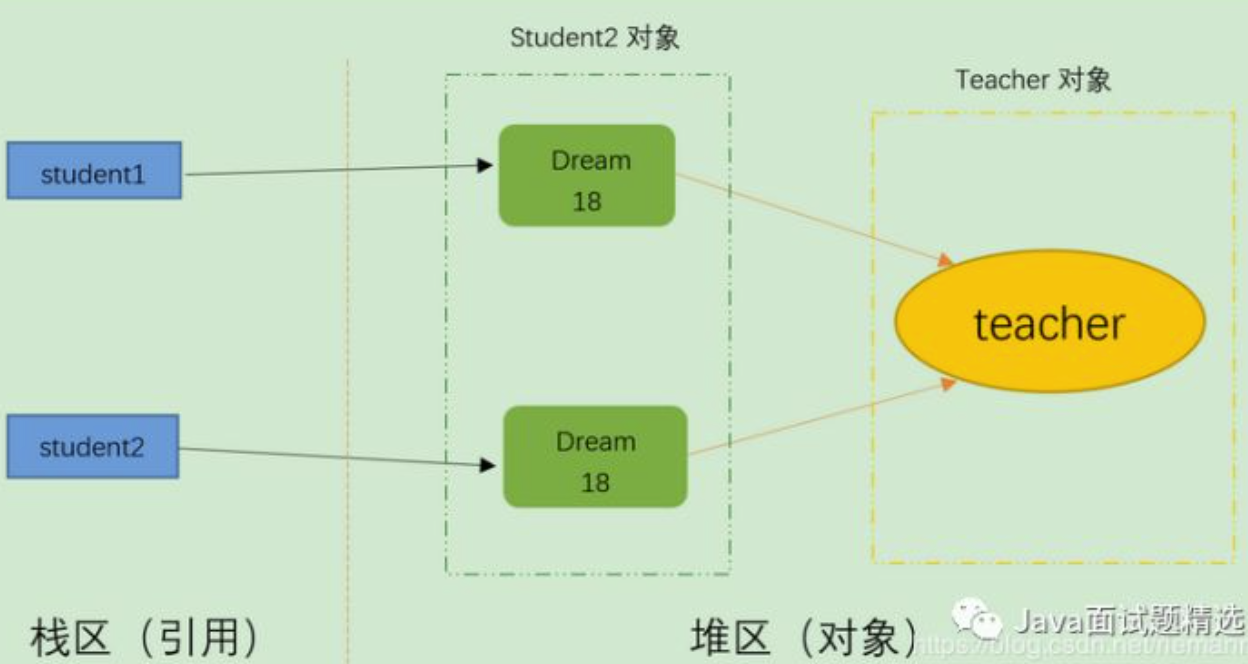 Student2 对象
Teacher 对象
student1
Dream
18
teacher
student2
Dream
18
栈区（引用）
堆区（对象）
Java面试题精选
https://blog.csdn.net/riemann